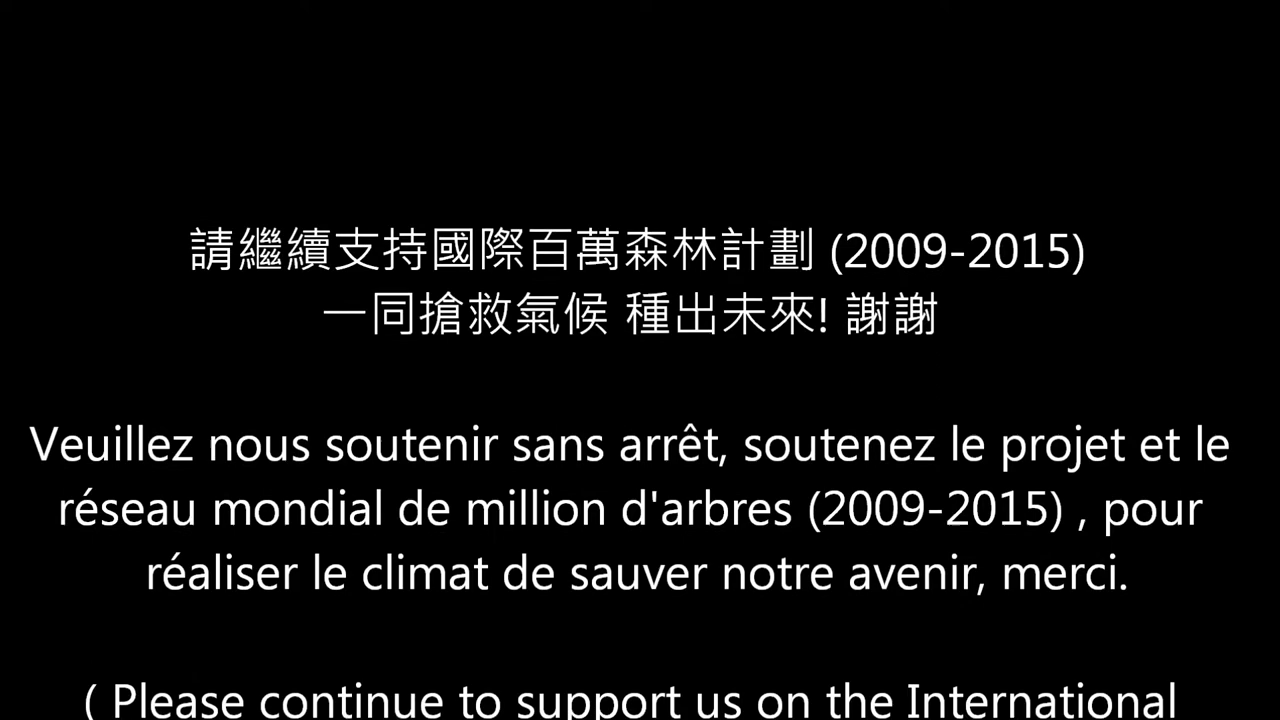 請繼續支持國際百萬森林計劃 (2009-2015)
一同搶救氣候 種出未來! 謝謝
Veuillez nous soutenir sans arrêt, soutenez le projet et le
réseau mondial de million d'arbres (2009-2015) , pour
réaliser le climat de sauver notre avenir, merci.
( Please continue to support us on the International